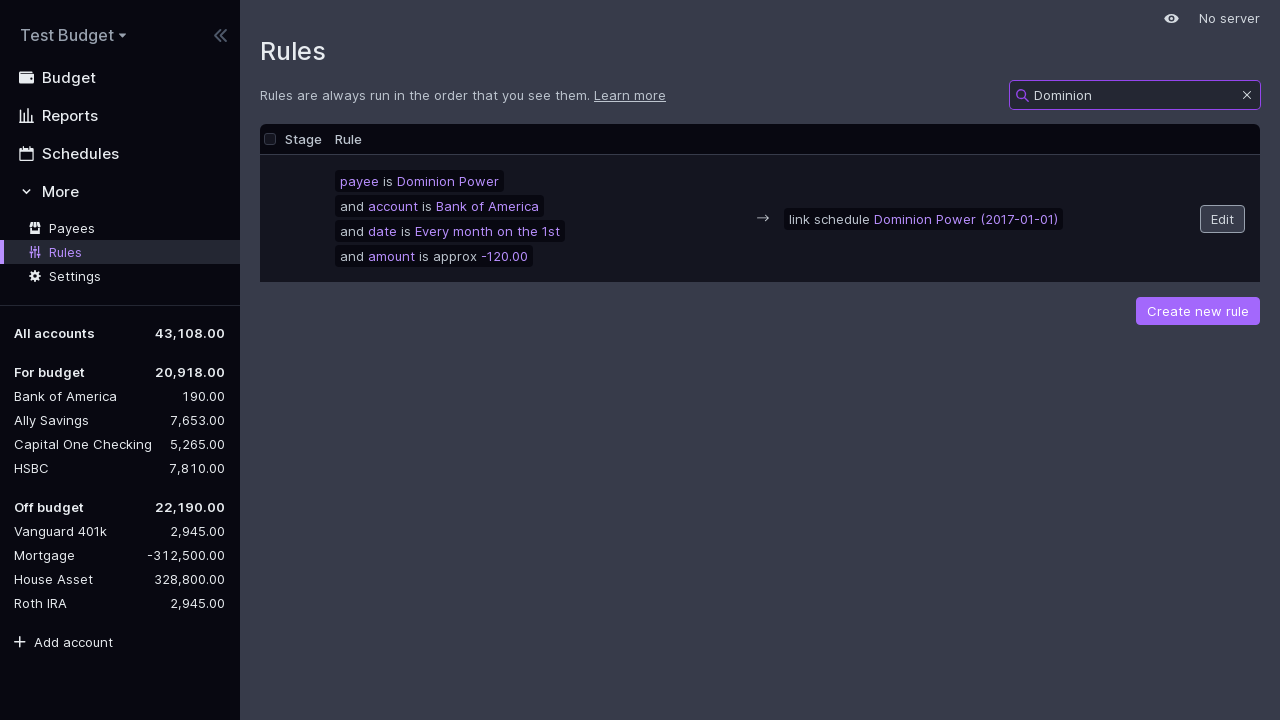 Test Budget
Budget
Reports
Schedules
More
Payees
Rules
Settings
All accounts 43,108.00
For budget 20,918.00
Bank of America 190.00
Ally Savings 7,653.00
Capital One Checking 5,265.00
HSBC 7,810.00
Off budget 22,190.00
Vanguard 401k 2,945.00
Mortgage -312,500.00
House Asset 328,800.00
Roth IRA 2,945.00
Add account
No server
Rules
Rules are always run in the order that you see them. Learn more
Dominion
Stage Rule
payee is Dominion Power
and account is Bank of America
and date is Every month on the 1st
and amount is approx -120.00
→ link schedule Dominion Power (2017-01-01)
Edit
Create new rule